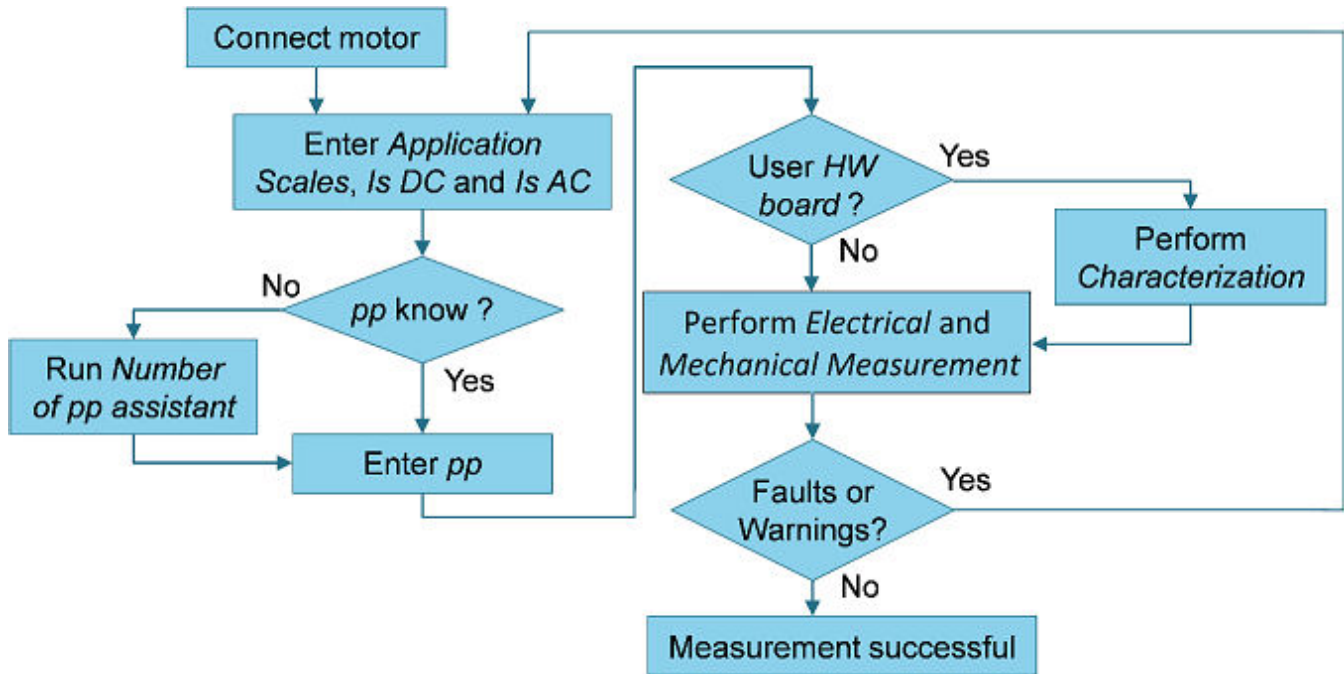 Connect motor
Enter Application
Scales, Is DC and Is AC
pp know ?
No
Yes
Run Number
of pp assistant
Enter pp
User HW
board ?
Yes
No
Perform
Characterization
Perform Electrical and
Mechanical Measurement
Faults or
Warnings?
Yes
No
Measurement successful